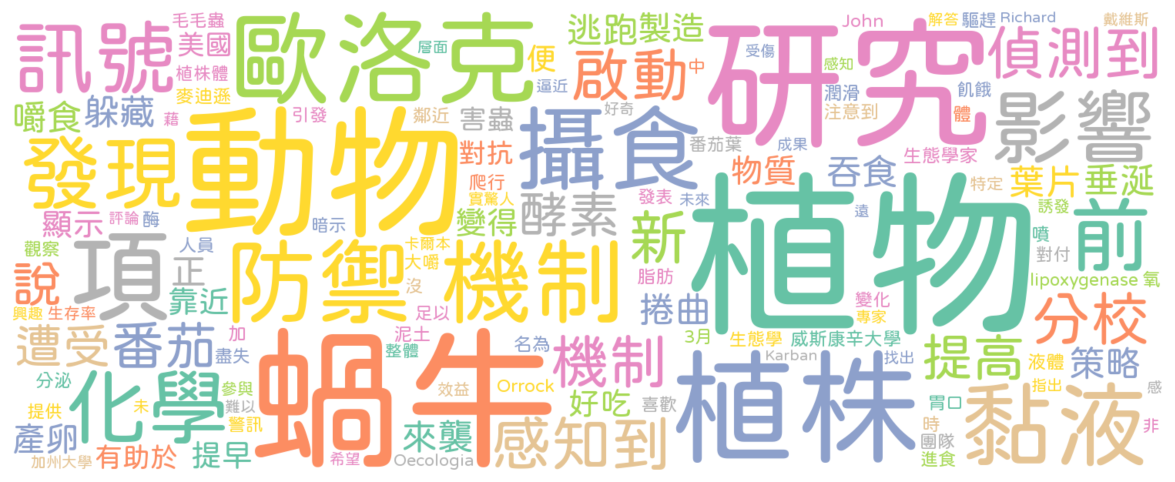 毛毛蟲
訊號
美國
植株體
麥迪遜
歐洛克
層面
便
逃跑
製造
啟動
中
受傷
逼近
研究
John
感知
潤滑
注意到
解答
驅趕
Richard
飢餓
體
戴維斯
偵測到
嚼食
躲藏
藉
引發
鄰近
害蟲
好奇
攝食
番茄葉
成果
物質
吞食
生態學家
影響
發現
動物
對抗
爬行
實驗人
變得
酵素
發表
未來
特定
葉片
垂涎
誘發
顯示
評論
酶
暗示
觀察
人員
卡爾本
大嚼
沒
新
脂肪
植物
遠
前
噴
對付
lipoxygenase
氧
項
正
防禦
機制
說
靠近
興趣
生存率
足以
捲曲
變化
專家
分校
遭受
番茄
加
盡失
泥土
整體
名為
3月
生態學
威斯康辛大學
Karban
找出
提高
液體
指出
策略
感
分泌
化學
參與
難以
警訊
蝸牛
效益
Orrock
機制
好吃
喜歡
植株
胃口
時
團隊
進食
黏液
非
提供
未
產卵
有助於
提早
加州大學
希望
來襲
Oecologia
感知到